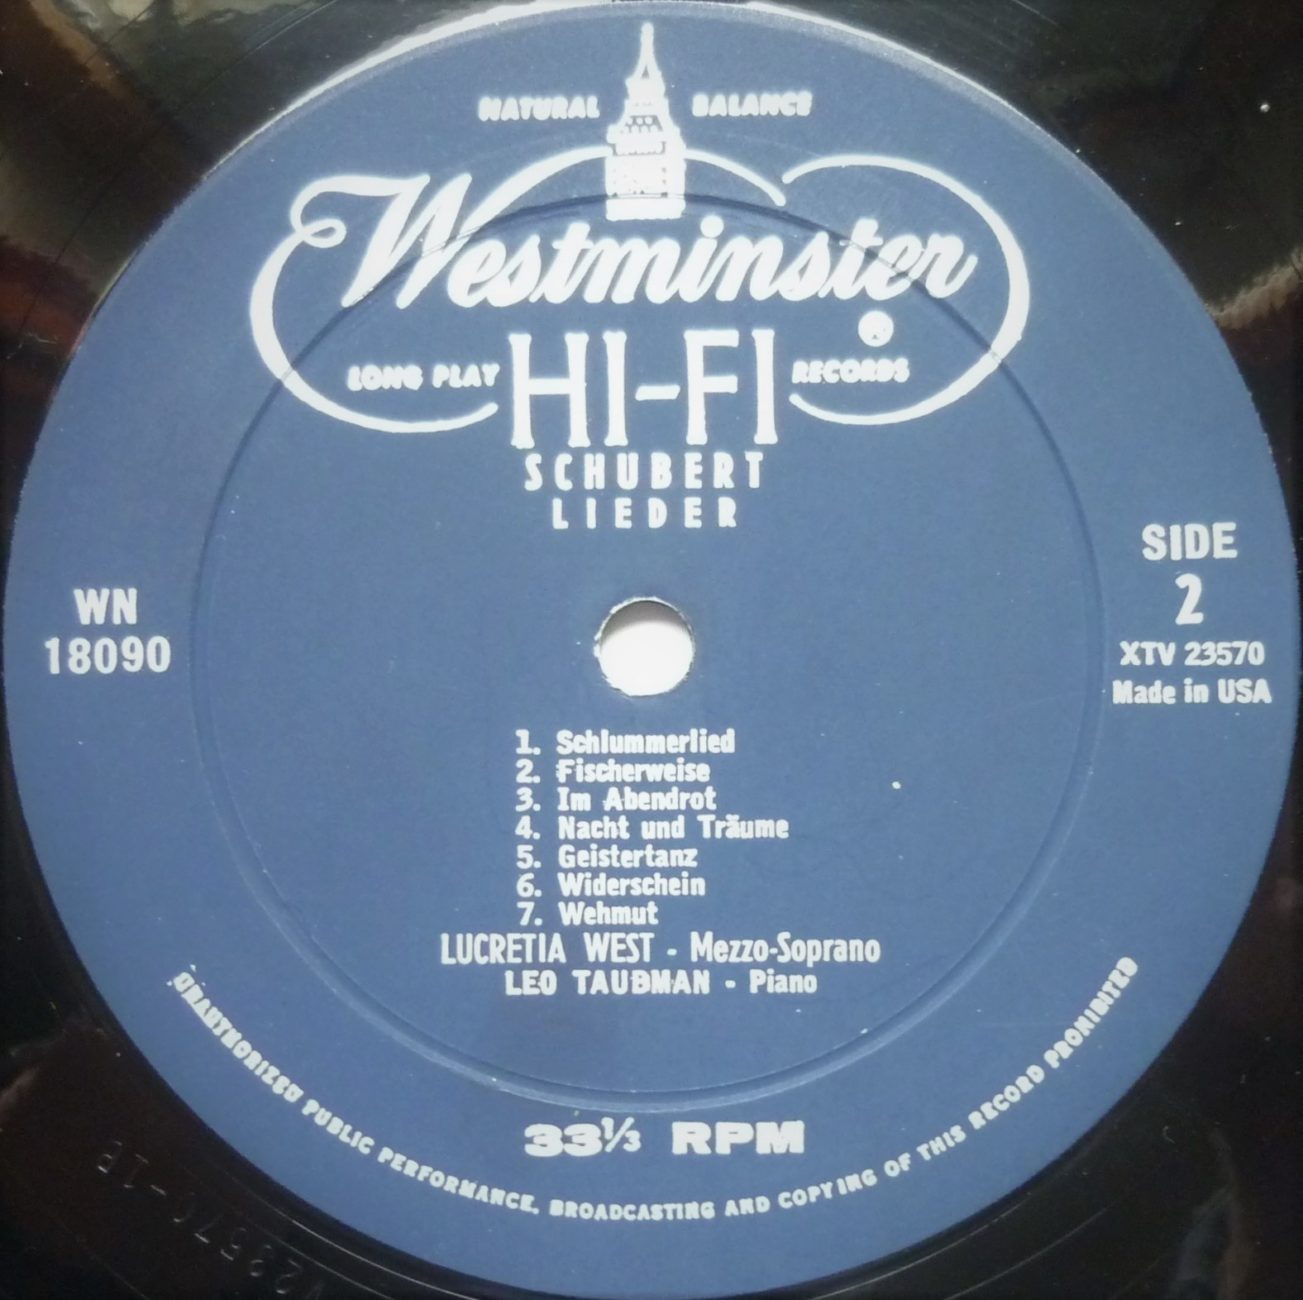 NATURAL BALANCE
Westminster
LONG PLAY HI-FI RECORDS
SCHUBERT
LIEDER
WN
18090
SIDE
2
XTV 23570
Made in USA
1. Schlummerlied
2. Fischerweise
3. Im Abendrot
4. Nacht und Träume
5. Geistertanz
6. Widerschein
7. Wehmut
LUCRETIA WEST - Mezzo-Soprano
LEO TAUBMAN - Piano
33⅓ RPM
UNAUTHORIZED PUBLIC PERFORMANCE, BROADCASTING AND COPYING OF THIS RECORD PROHIBITED